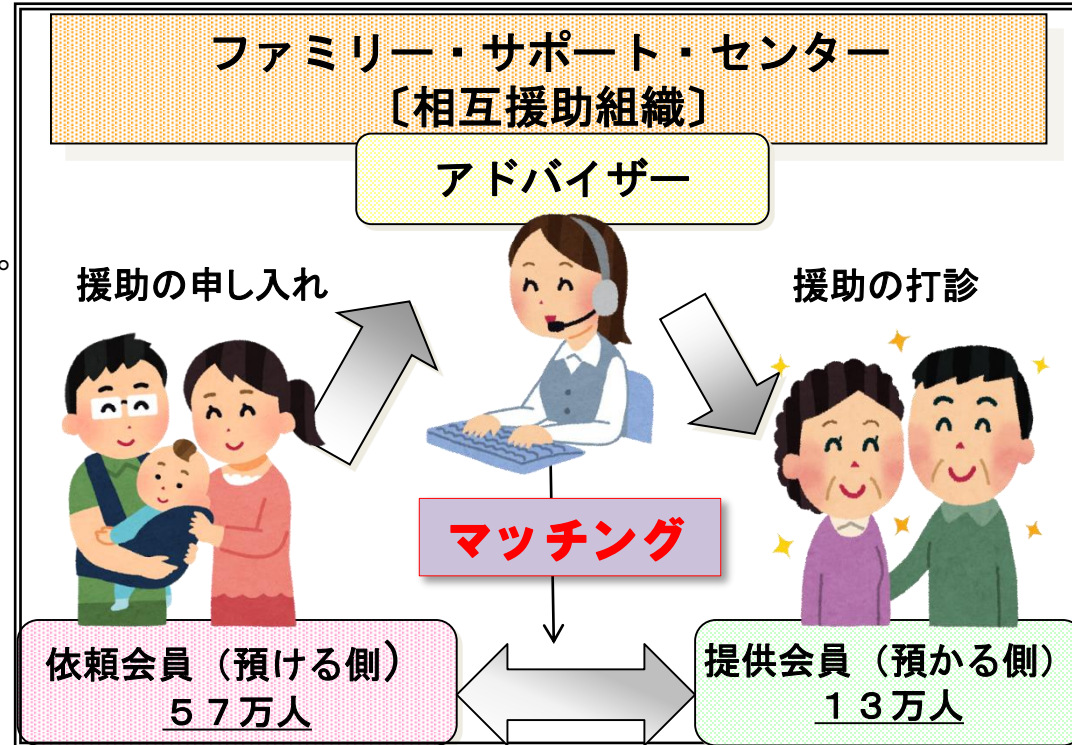 ファミリー・サポート・センター
〔相互援助組織〕
アドバイザー
。
援助の申し入れ
援助の打診
マッチング
依頼会員（預ける側）
５７万人
提供会員（預かる側）
１３万人